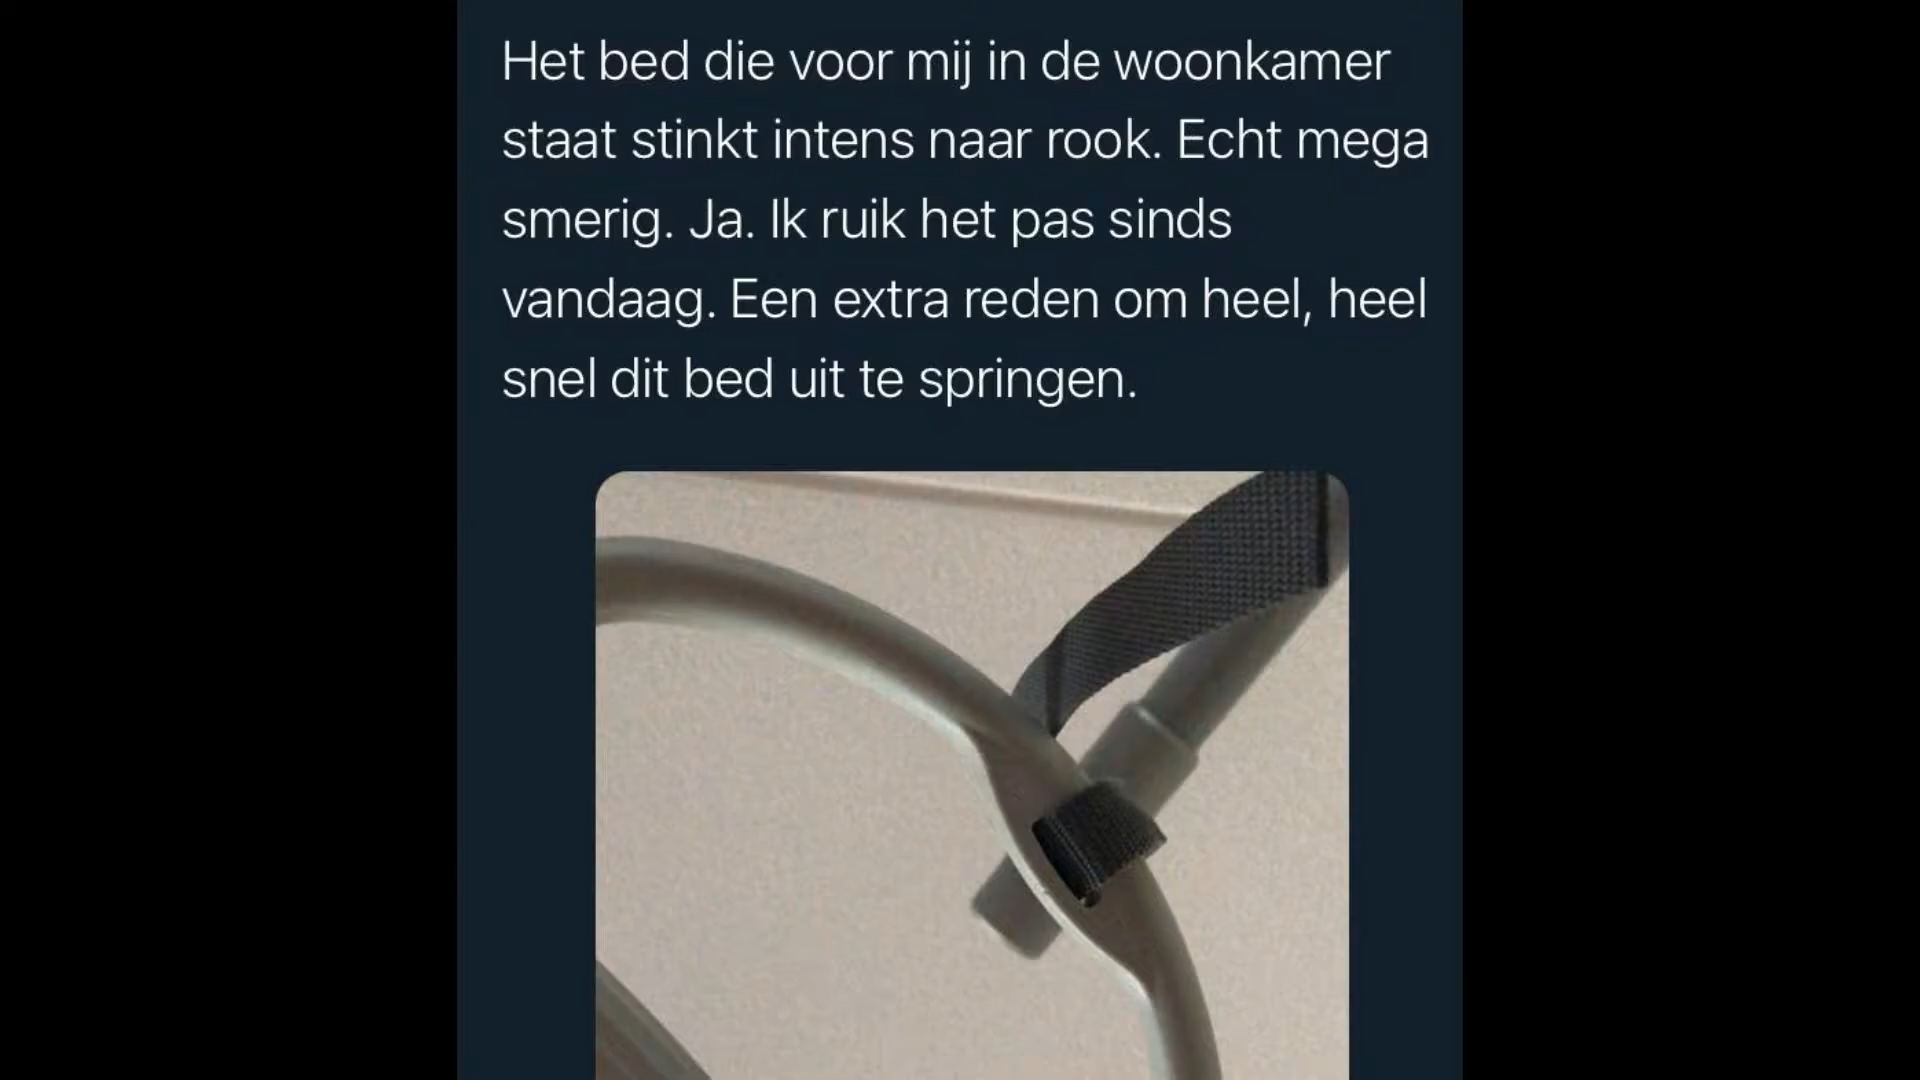 Het bed die voor mij in de woonkamer
staat stinkt intens naar rook. Echt mega
smerig. Ja. Ik ruik het pas sinds
vandaag. Een extra reden om heel, heel
snel dit bed uit te springen.